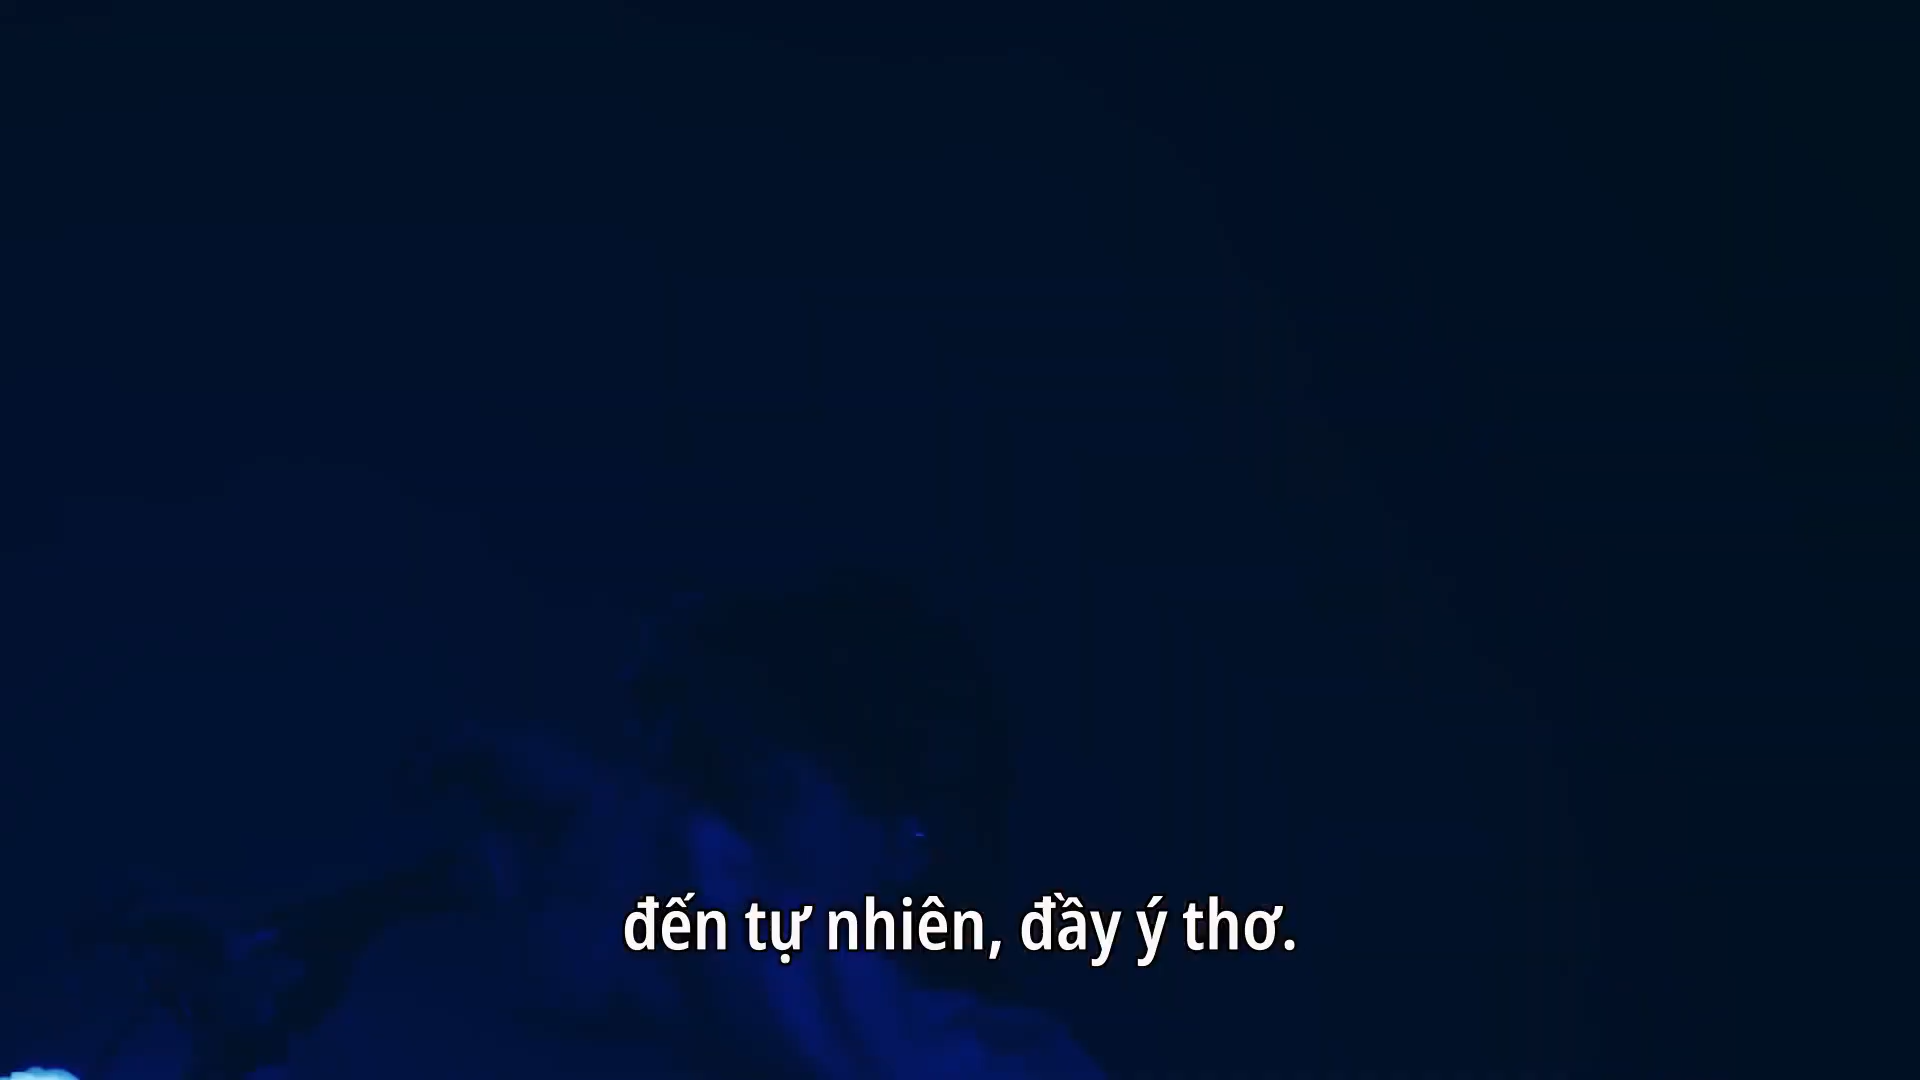 đến tự nhiên, đầy ý thơ.